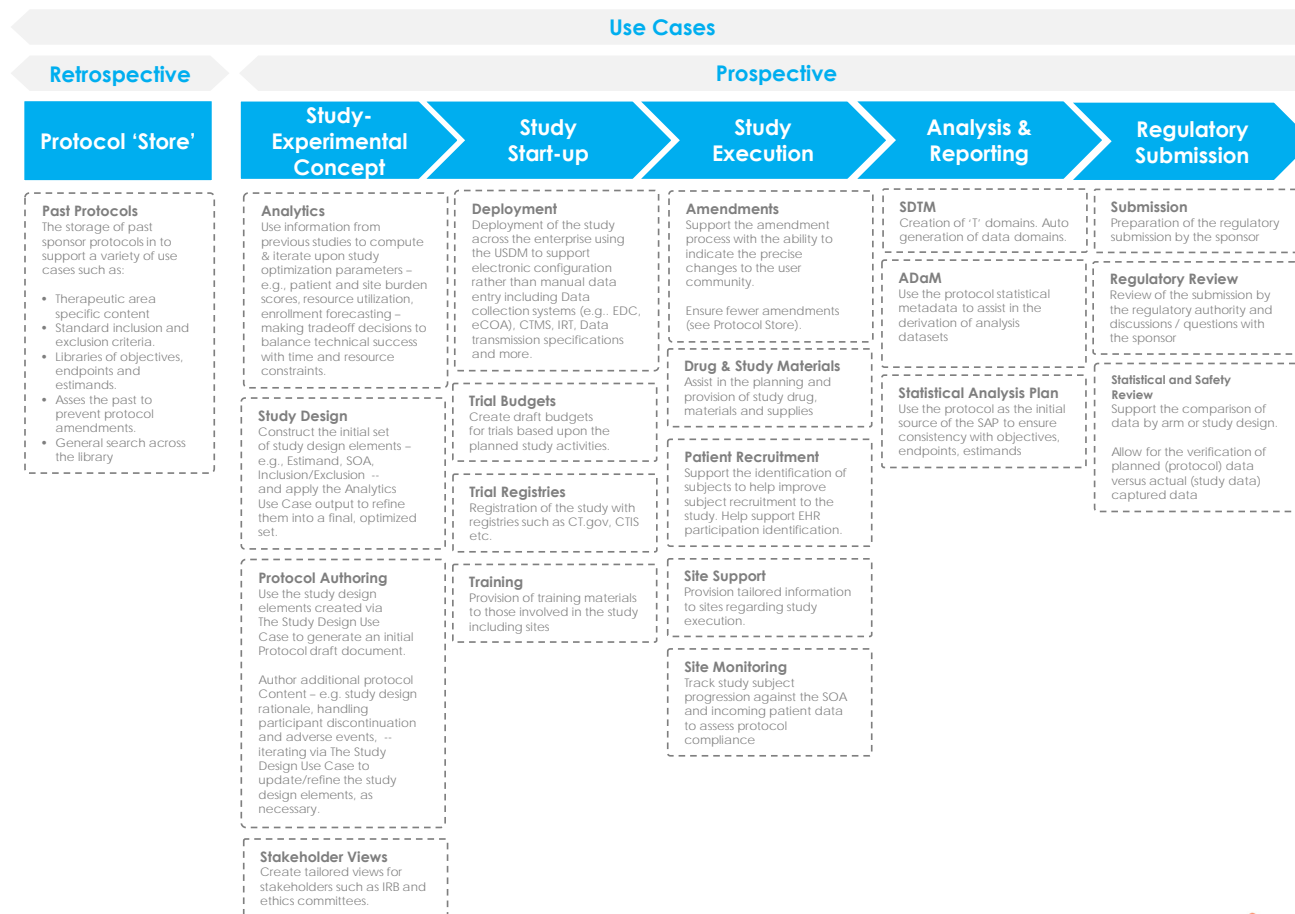 Use Cases
Retrospective
Prospective
Protocol ‘Store’
Study-
Experimental
Concept
Study
Start-up
Study
Execution
Analysis &
Reporting
Regulatory
Submission
Past Protocols
The storage of past
sponsor protocols in to
support a variety of use
cases such as:
• Therapeutic area
specific content
• Standard inclusion and
exclusion criteria.
• Libraries of objectives,
endpoints and
estimands.
• Asses the past to
prevent protocol
amendments.
• General search across
the library
Analytics
Use information from
previous studies to compute
& iterate upon study
optimization parameters –
e.g., patient and site burden
scores, resource utilization,
enrollment forecasting –
making tradeoff decisions to
balance technical success
with time and resource
constraints.
Study Design
Construct the initial set
of study design elements –
e.g., Estimand, SOA,
Inclusion/Exclusion --
and apply the Analytics
Use Case output to refine
them into a final, optimized
set.
Protocol Authoring
Use the study design
elements created via
The Study Design Use
Case to generate an initial
Protocol draft document.
Author additional protocol
Content – e.g. study design
rationale, handling
participant discontinuation
and adverse events, --
iterating via The Study
Design Use Case to
update/refine the study
design elements, as
necessary.
Stakeholder Views
Create tailored views for
stakeholders such as IRB and
ethics committees.
Deployment
Deployment of the study
across the enterprise using
the USDM to support
electronic configuration
rather than manual data
entry including Data
collection systems (e.g.. EDC,
eCOA), CTMS, IRT, Data
transmission specifications
and more.
Trial Budgets
Create draft budgets
for trials based upon the
planned study activities.
Trial Registries
Registration of the study with
registries such as CT.gov, CTIS
etc.
Training
Provision of training materials
to those involved in the study
including sites
Amendments
Support the amendment
process with the ability to
indicate the precise
changes to the user
community.
Ensure fewer amendments
(see Protocol Store).
Drug & Study Materials
Assist in the planning and
provision of study drug,
materials and supplies
Patient Recruitment
Support the identification of
subjects to help improve
subject recruitment to the
study. Help support EHR
participation identification.
Site Support
Provision tailored information
to sites regarding study
execution.
Site Monitoring
Track study subject
progression against the SOA
and incoming patient data
to assess protocol
compliance
SDTM
Creation of ‘T’ domains. Auto
generation of data domains.
ADaM
Use the protocol statistical
metadata to assist in the
derivation of analysis
datasets
Statistical Analysis Plan
Use the protocol as the initial
source of the SAP to ensure
consistency with objectives,
endpoints, estimands
Submission
Preparation of the regulatory
submission by the sponsor
Regulatory Review
Review of the submission by
the regulatory authority and
discussions / questions with
the sponsor
Statistical and Safety
Review
Support the comparison of
data by arm or study design.
Allow for the verification of
planned (protocol) data
versus actual (study data)
captured data